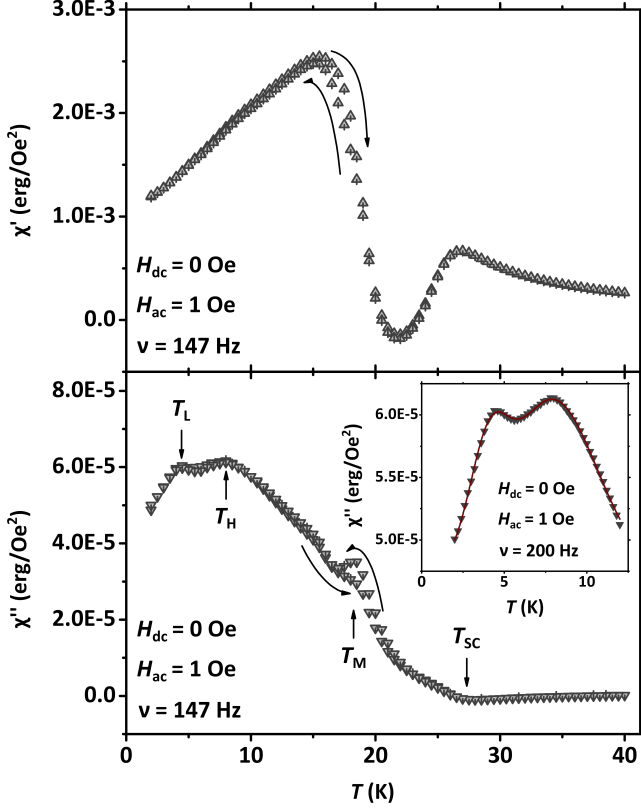 3.0E-3
2.0E-3
1.0E-3
0.0
χ' (erg/Oe²)
H_dc = 0 Oe
H_ac = 1 Oe
ν = 147 Hz
8.0E-5
6.0E-5
4.0E-5
2.0E-5
0.0
χ'' (erg/Oe²)
T_L
T_H
T_M
T_SC
H_dc = 0 Oe
H_ac = 1 Oe
ν = 147 Hz
6.0E-5
5.5E-5
5.0E-5
χ'' (erg/Oe²)
H_dc = 0 Oe
H_ac = 1 Oe
ν = 200 Hz
0 5 10
T (K)
0 10 20 30 40
T (K)